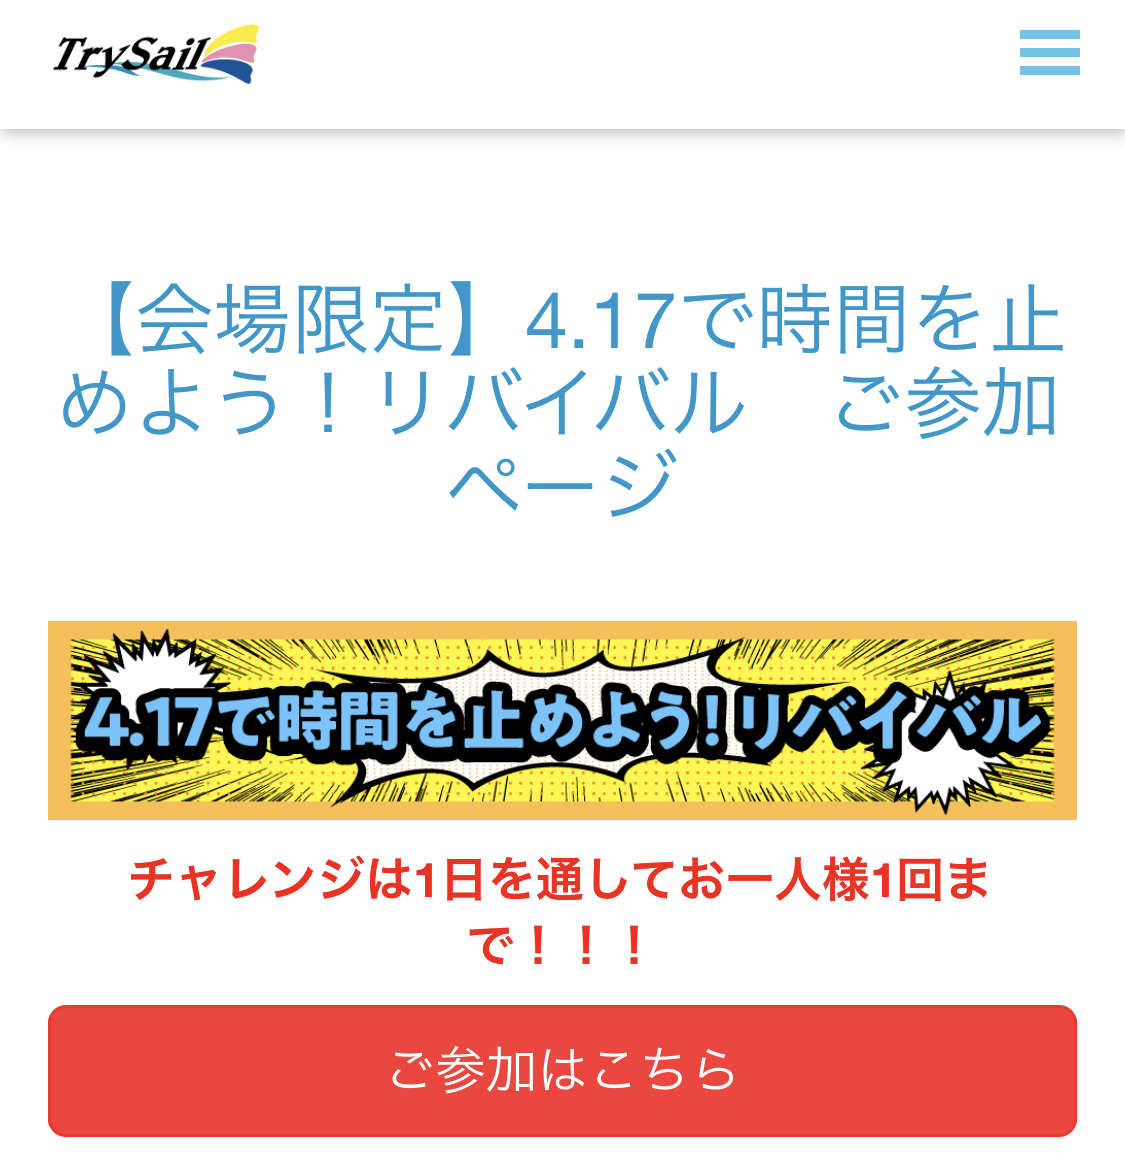 TrySail
【会場限定】4.17で時間を止
めよう！リバイバル　ご参加
ページ
4.17で時間を止めよう!リバイバル
チャレンジは1日を通してお一人様1回ま
で！！！
ご参加はこちら